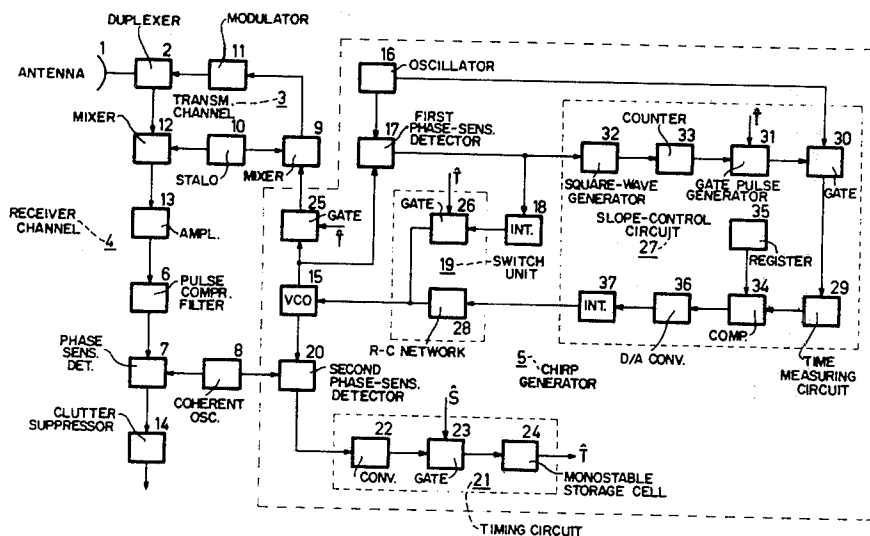 DUPLEXER
MODULATOR
1
2
11
ANTENNA
TRANSM.
CHANNEL
3
MIXER
12
10
9
STALO
MIXER
13
AMPL.
RECEIVER
CHANNEL
4
6
PULSE
COMPR.
FILTER
PHASE
SENS.
DET.
7
8
COHERENT
OSC.
CLUTTER
SUPPRESSOR
14
16
OSCILLATOR
FIRST
PHASE-SENS.
DETECTOR
17
25
GATE
T̂
15
VCO
20
SECOND
PHASE-SENS.
DETECTOR
T̂
26
GATE
18
INT.
19
SWITCH
UNIT
28
R-C NETWORK
COUNTER
32
33
T̂
31
30
SQUARE-WAVE
GENERATOR
GATE PULSE
GENERATOR
GATE
SLOPE-CONTROL
CIRCUIT
27
35
REGISTER
37
INT.
36
34
29
D/A CONV.
COMP.
TIME
MEASURING
CIRCUIT
5
CHIRP
GENERATOR
Ŝ
22
23
24
T̂
CONV.
GATE
MONOSTABLE
STORAGE CELL
21
TIMING CIRCUIT